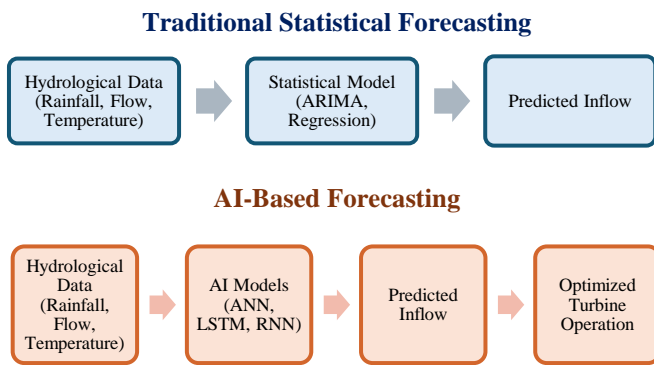 Traditional Statistical Forecasting
Hydrological Data
(Rainfall, Flow,
Temperature)
Statistical Model
(ARIMA,
Regression)
Predicted Inflow
AI-Based Forecasting
Hydrological
Data
(Rainfall,
Flow,
Temperature)
AI Models
(ANN,
LSTM, RNN)
Predicted
Inflow
Optimized
Turbine
Operation